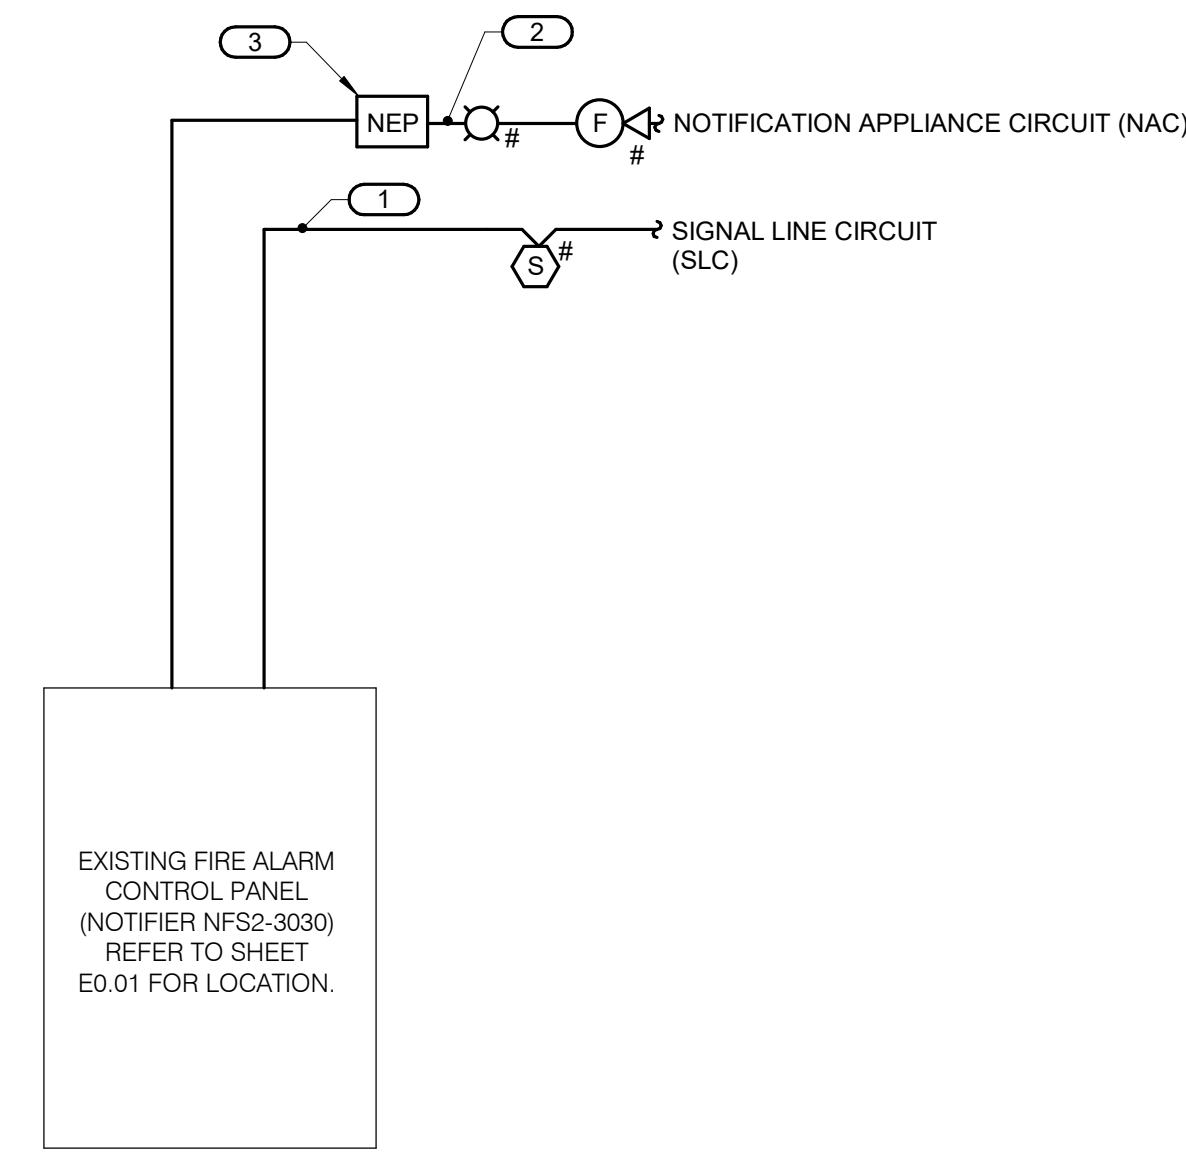 2
3
NEP
#
F
#
NOTIFICATION APPLIANCE CIRCUIT (NAC)
1
SIGNAL LINE CIRCUIT
(SLC)
S
#
EXISTING FIRE ALARM
CONTROL PANEL
(NOTIFIER NFS2-3030)
REFER TO SHEET
E0.01 FOR LOCATION.